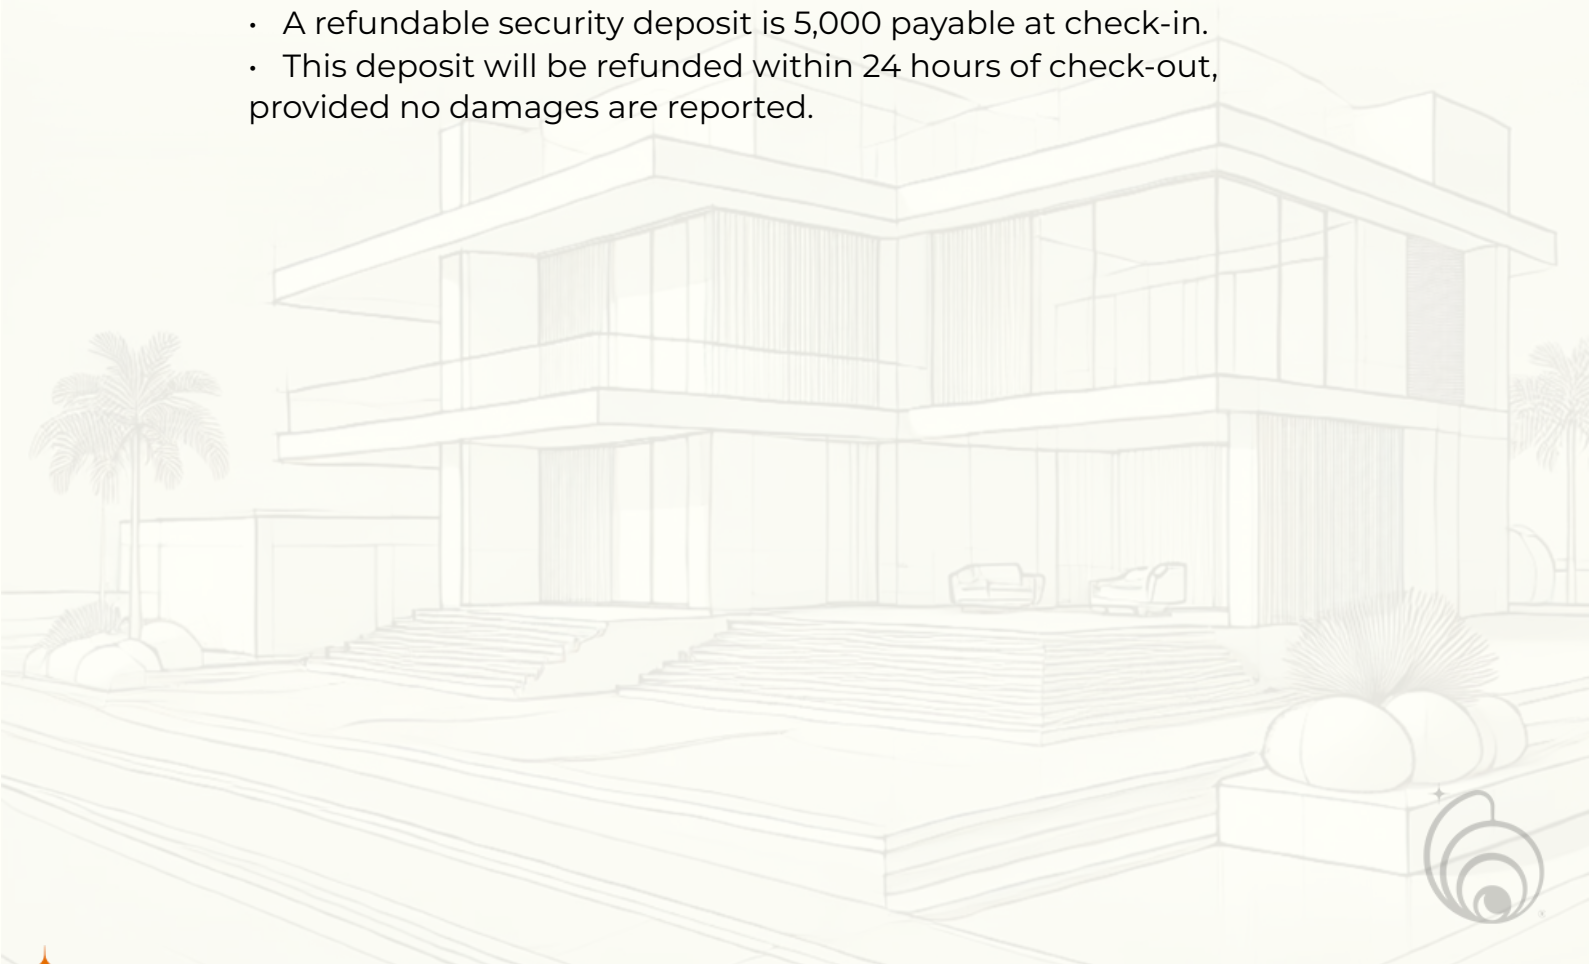 • A refundable security deposit is 5,000 payable at check-in.
• This deposit will be refunded within 24 hours of check-out,
provided no damages are reported.